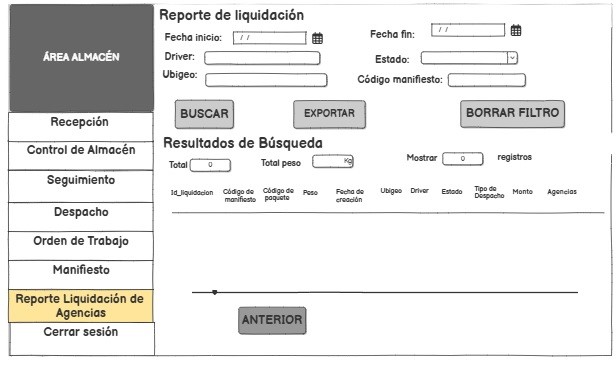 ÁREA ALMACÉN
Recepción
Control de Almacén
Seguimiento
Despacho
Orden de Trabajo
Manifiesto
Reporte Liquidación de
Agencias
Cerrar sesión
Reporte de liquidación
Fecha inicio: / /
Fecha fin: / /
Driver:
Estado:
Ubigeo:
Código manifiesto:
BUSCAR
EXPORTAR
BORRAR FILTRO
Resultados de Búsqueda
Total 0
Total peso Kg
Mostrar 0 registros
Id_liquidacion
Código de
manifiesto
Código de
paquete
Peso
Fecha de
creación
Ubigeo
Driver
Estado
Tipo de
Despacho
Monto
Agencias
ANTERIOR